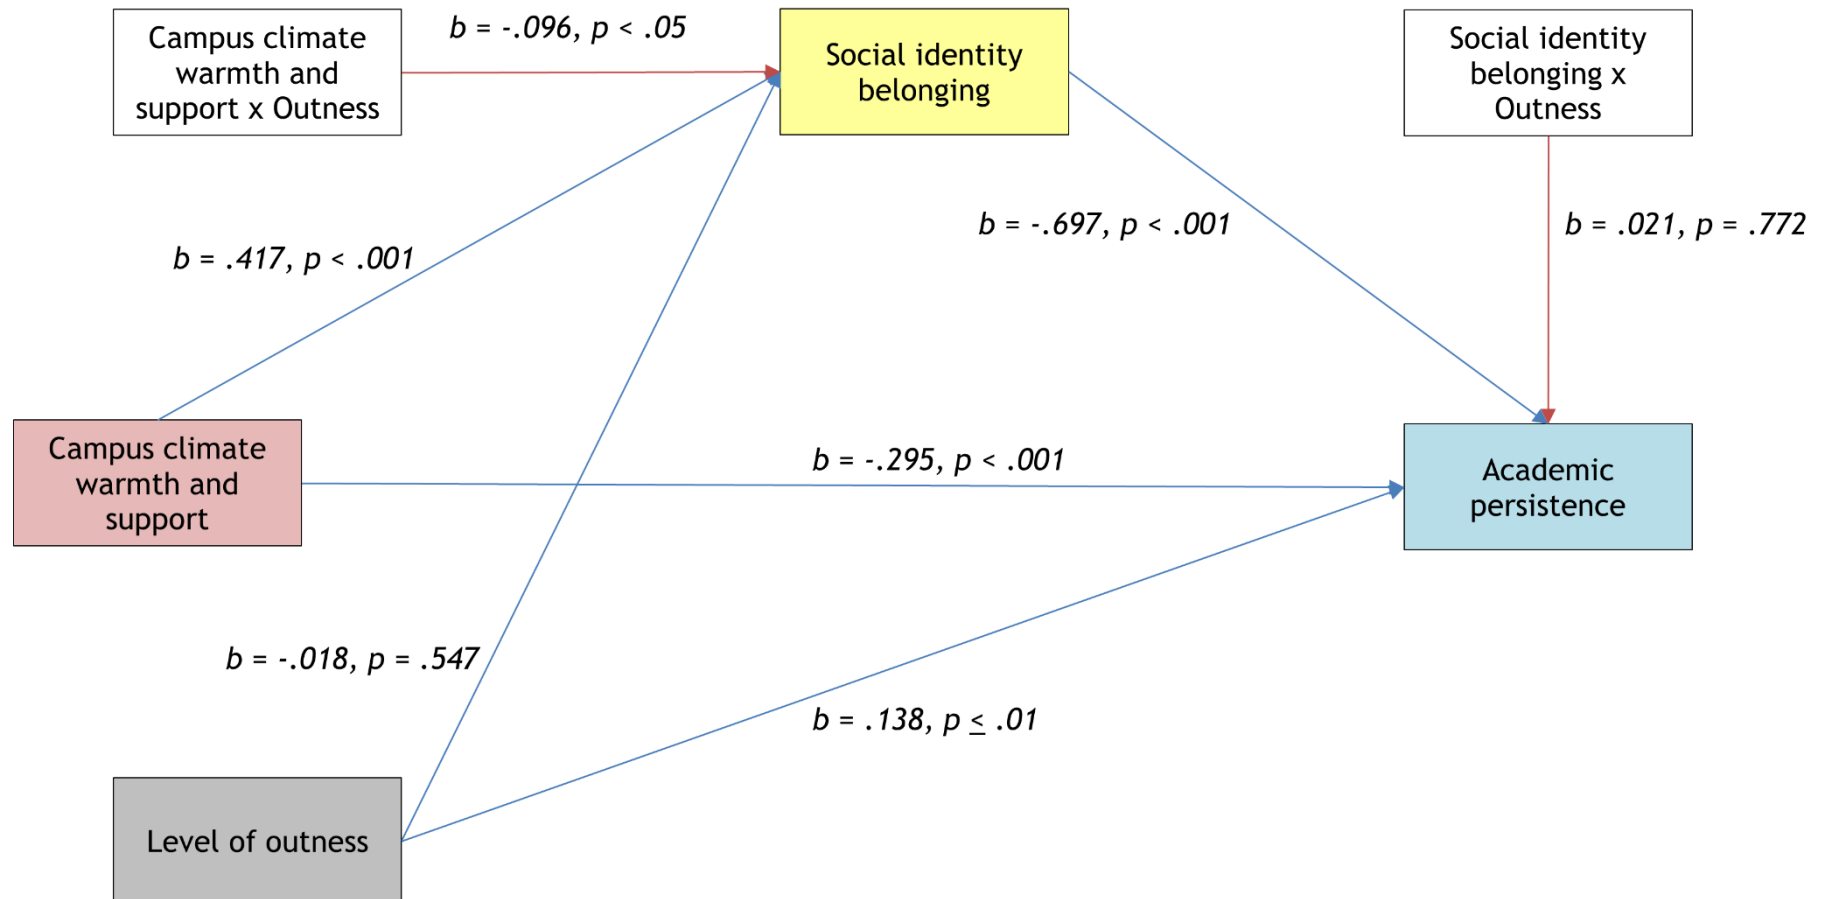 Campus climate
warmth and
support x Outness
b = -.096, p < .05
Social identity
belonging
Social identity
belonging x
Outness
b = .417, p < .001
b = -.697, p < .001
b = .021, p = .772
Campus climate
warmth and
support
b = -.295, p < .001
Academic
persistence
b = -.018, p = .547
b = .138, p ≤ .01
Level of outness